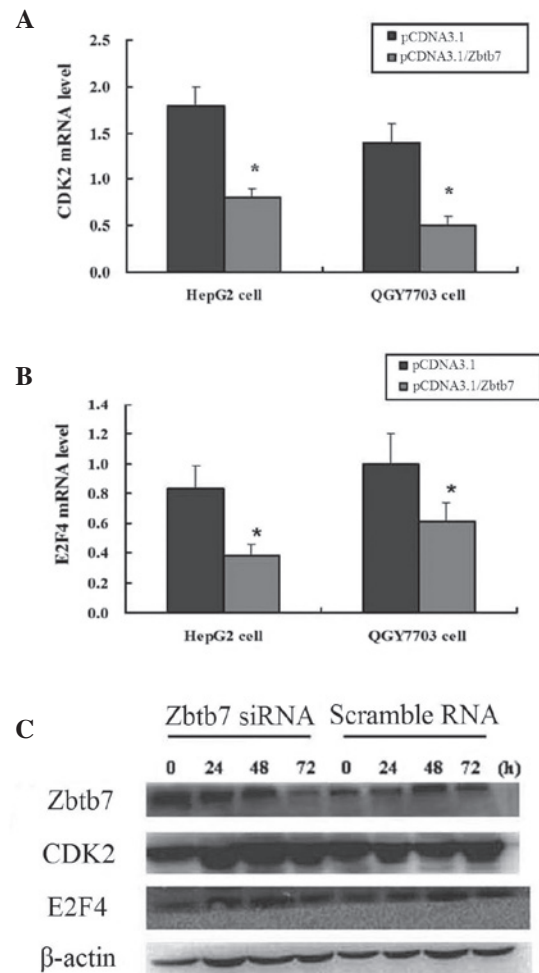 A
pCDNA3.1
pCDNA3.1/Zbtb7
CDK2 mRNA level
2.5
2.0
1.5
1.0
0.5
0.0
*
*
HepG2 cell QGY7703 cell
B
pCDNA3.1
pCDNA3.1/Zbtb7
E2F4 mRNA level
1.4
1.2
1.0
0.8
0.6
0.4
0.2
0.0
*
*
HepG2 cell QGY7703 cell
C
Zbtb7 siRNA Scramble RNA
0 24 48 72 0 24 48 72 (h)
Zbtb7
CDK2
E2F4
β-actin